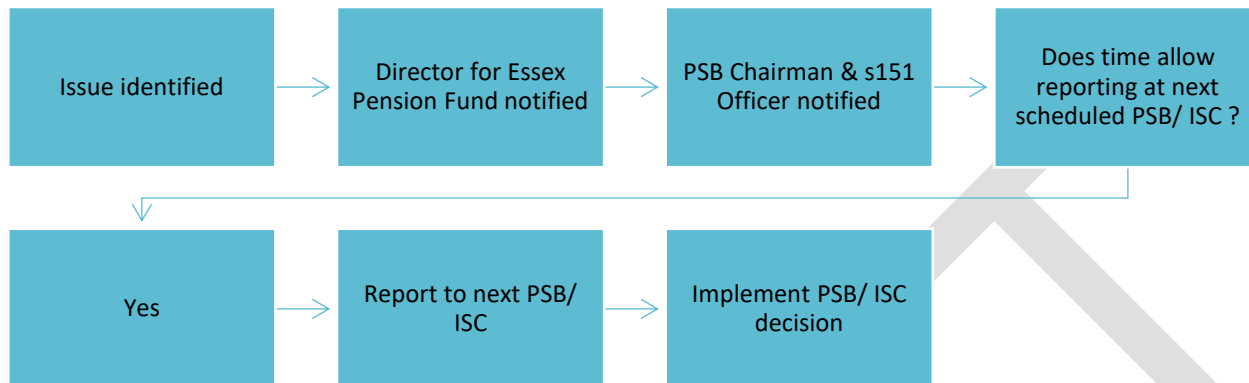 Issue identified
Director for Essex
Pension Fund notified
PSB Chairman & s151
Officer notified
Does time allow
reporting at next
scheduled PSB/ ISC ?
Yes
Report to next PSB/
ISC
Implement PSB/ ISC
decision